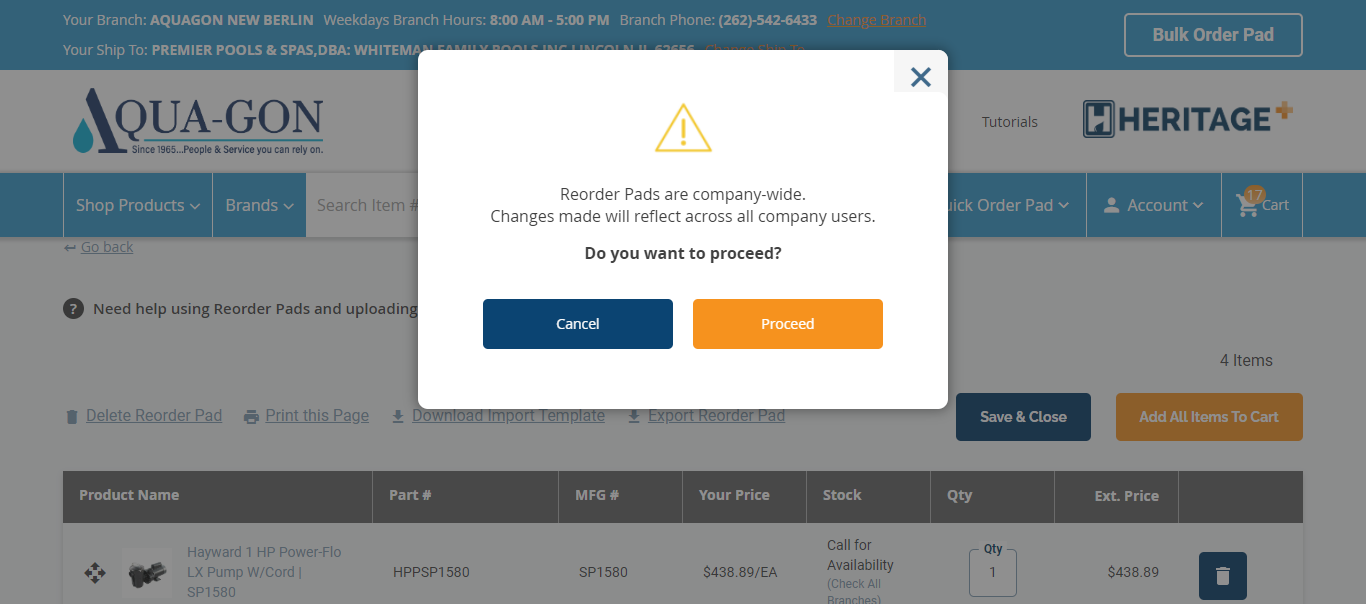 Your Branch: AQUAGON NEW BERLIN Weekdays Branch Hours: 8:00 AM - 5:00 PM Branch Phone: (262)-542-6433 Change Branch
Your Ship To: PREMIER POOLS & SPAS,DBA: WHITEMAN FAMILY POOLS INC LINCOLN IL 62656 Change Ship To
Bulk Order Pad
AQUA-GON
Since 1965...People & Service you can rely on.
Tutorials
HERITAGE+
Shop Products
Brands
Search Item #
uick Order Pad
Account
17
Cart
Go back
Reorder Pads are company-wide.
Changes made will reflect across all company users.
Do you want to proceed?
Cancel
Proceed
? Need help using Reorder Pads and uploading
4 Items
Delete Reorder Pad
Print this Page
Download Import Template
Export Reorder Pad
Save & Close
Add All Items To Cart
Product Name Part # MFG # Your Price Stock Qty Ext. Price
Hayward 1 HP Power-Flo
LX Pump W/Cord |
SP1580
HPPSP1580
SP1580
$438.89/EA
Call for
Availability
(Check All
Branches)
Qty
1
$438.89